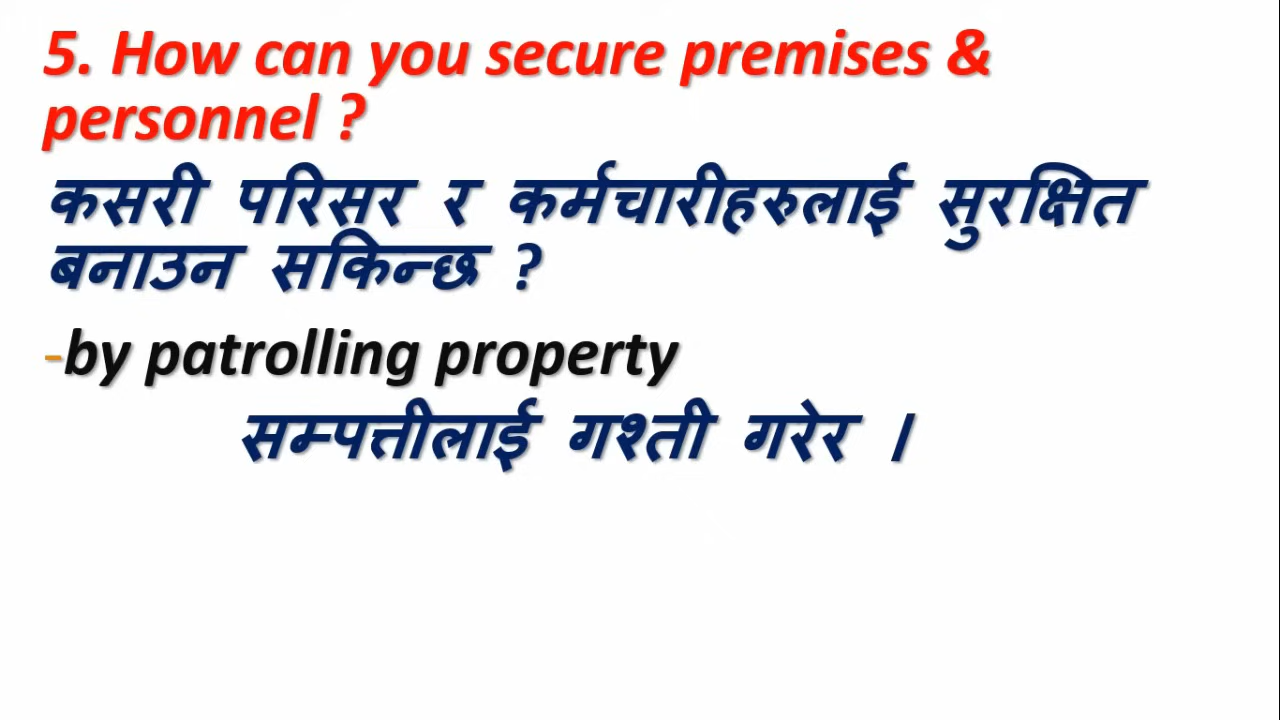 5. How can you secure premises &
personnel ?
कसरी परिसर र कर्मचारीहरुलाई सुरक्षित
बनाउन सकिन्छ ?
-by patrolling property
सम्पत्तीलाई गश्ती गरेर ।